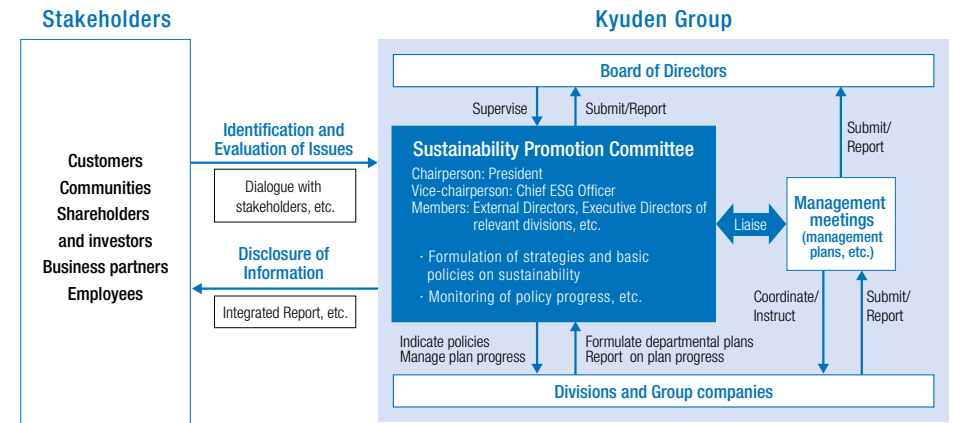 Stakeholders
Kyuden Group
Board of Directors
Supervise
Submit/Report
Submit/
Report
Identification and
Evaluation of Issues
Dialogue with
stakeholders, etc.
Customers
Communities
Shareholders
and investors
Business partners
Employees
Disclosure of
Information
Integrated Report, etc.
Sustainability Promotion Committee
Chairperson: President
Vice-chairperson: Chief ESG Officer
Members: External Directors, Executive Directors of
relevant divisions, etc.
· Formulation of strategies and basic
policies on sustainability
· Monitoring of policy progress, etc.
Liaise
Management
meetings
(management
plans, etc.)
Indicate policies
Manage plan progress
Formulate departmental plans
Report on plan progress
Coordinate/
Instruct
Submit/
Report
Divisions and Group companies